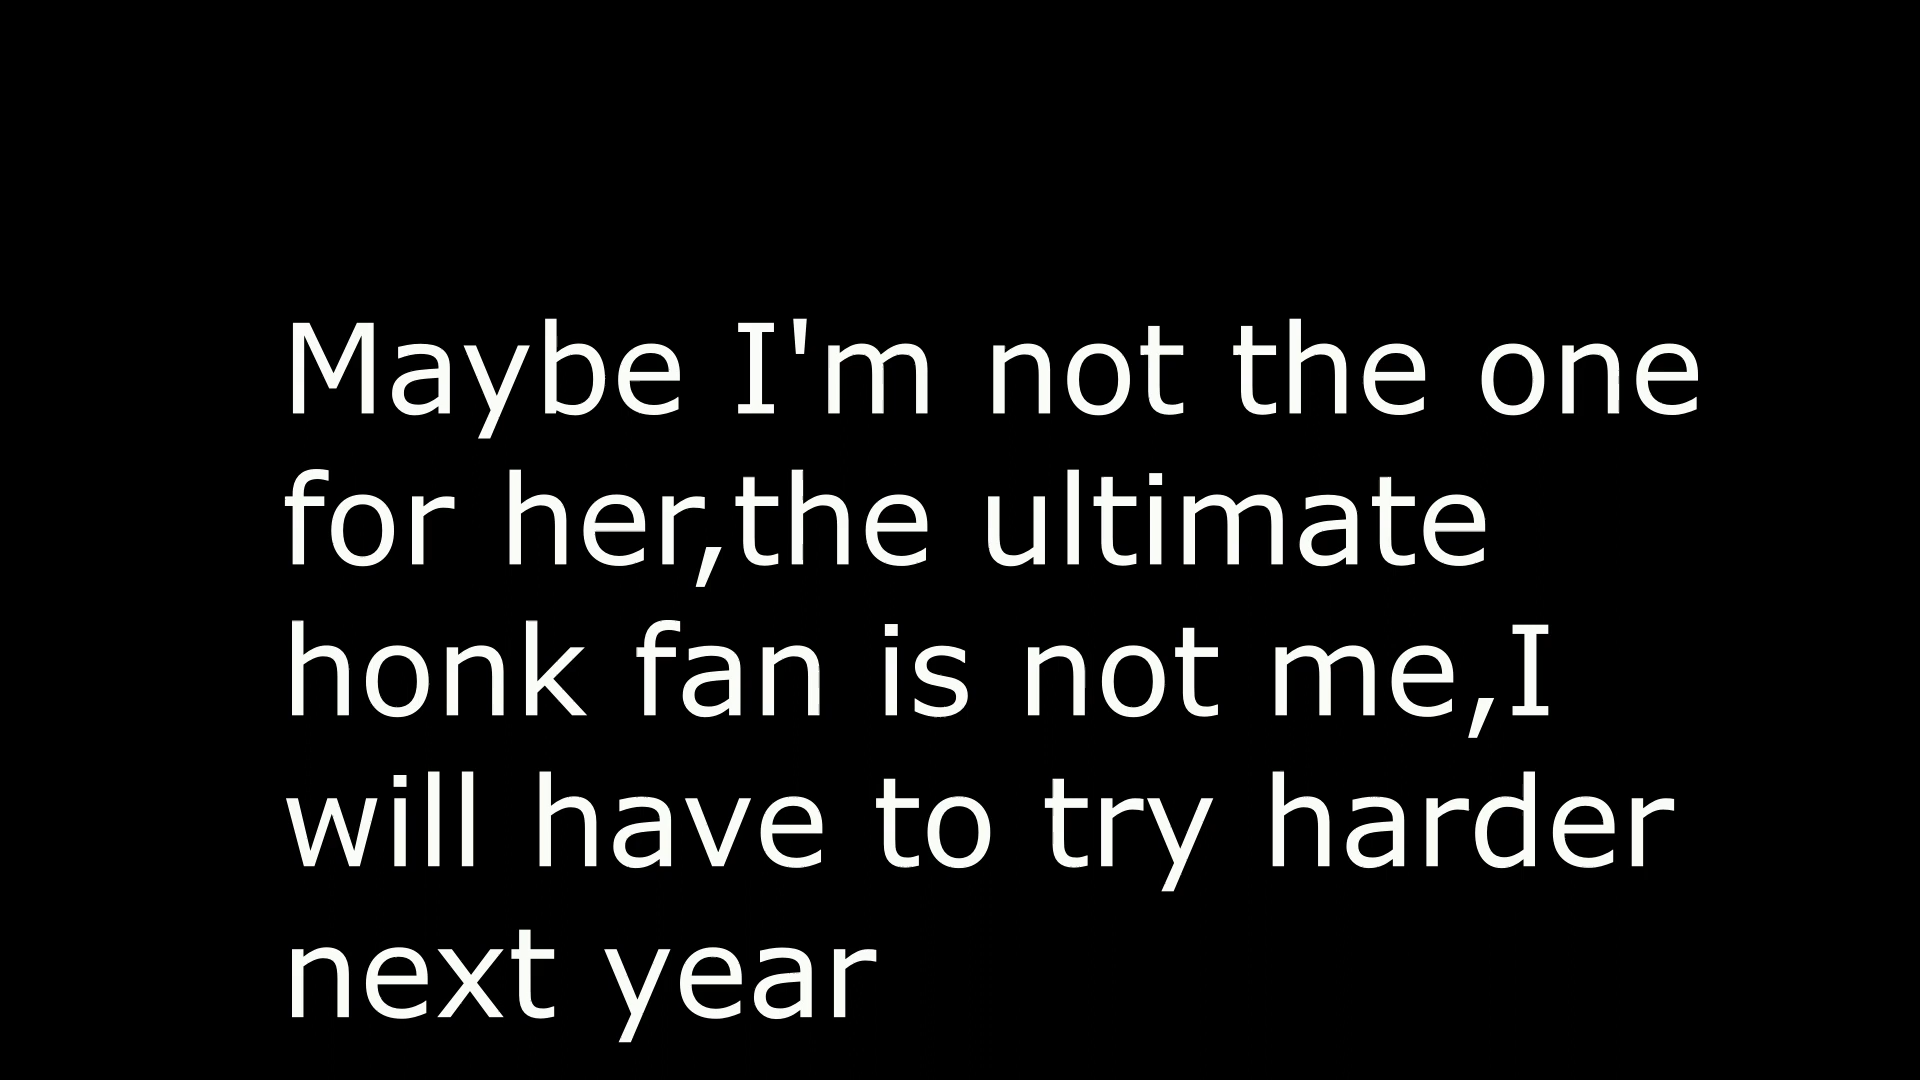 Maybe I'm not the one
for her,the ultimate
honk fan is not me,I
will have to try harder
next year